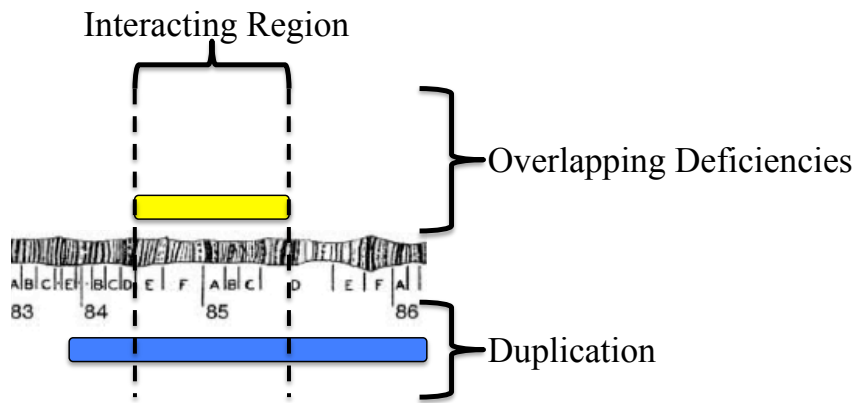 Interacting Region
Overlapping Deficiencies
A B C E B C D E F A B C D E F A
83 84 85 86
Duplication